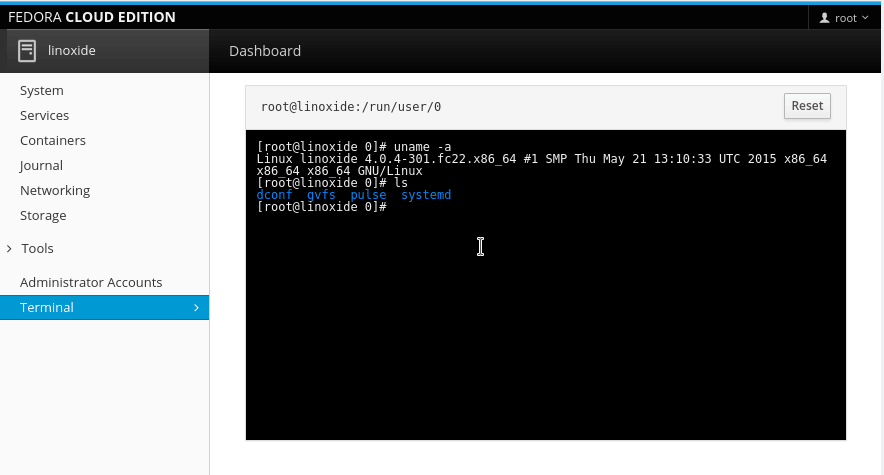 FEDORA CLOUD EDITION
root
linoxide
Dashboard
System
Services
Containers
Journal
Networking
Storage
Tools
Administrator Accounts
Terminal
root@linoxide:/run/user/0
Reset
[root@linoxide 0]# uname -a
Linux linoxide 4.0.4-301.fc22.x86_64 #1 SMP Thu May 21 13:10:33 UTC 2015 x86_64
x86_64 x86_64 GNU/Linux
[root@linoxide 0]# ls
dconf  gvfs  pulse  systemd
[root@linoxide 0]#